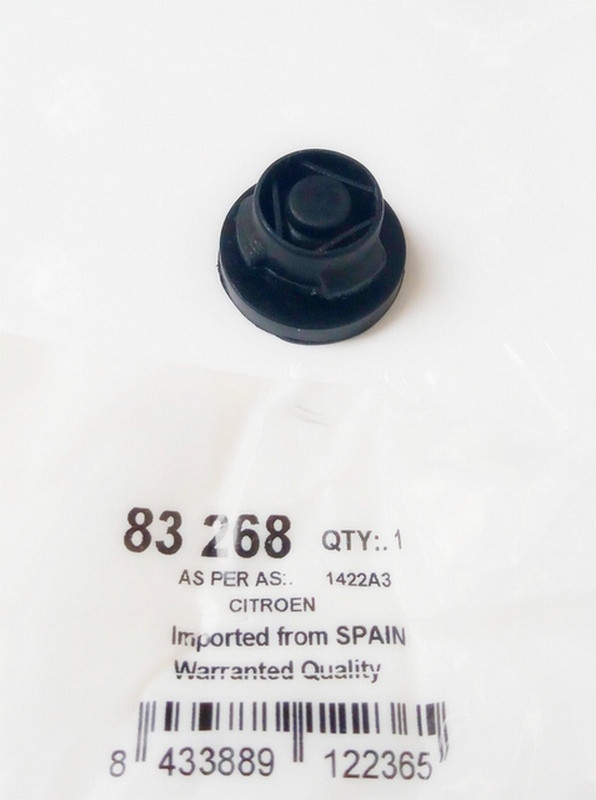 83 268 QTY:. 1
AS PER AS:. 1422A3
CITROEN
Imported from SPAIN
Warranted Quality
8 433889 122365